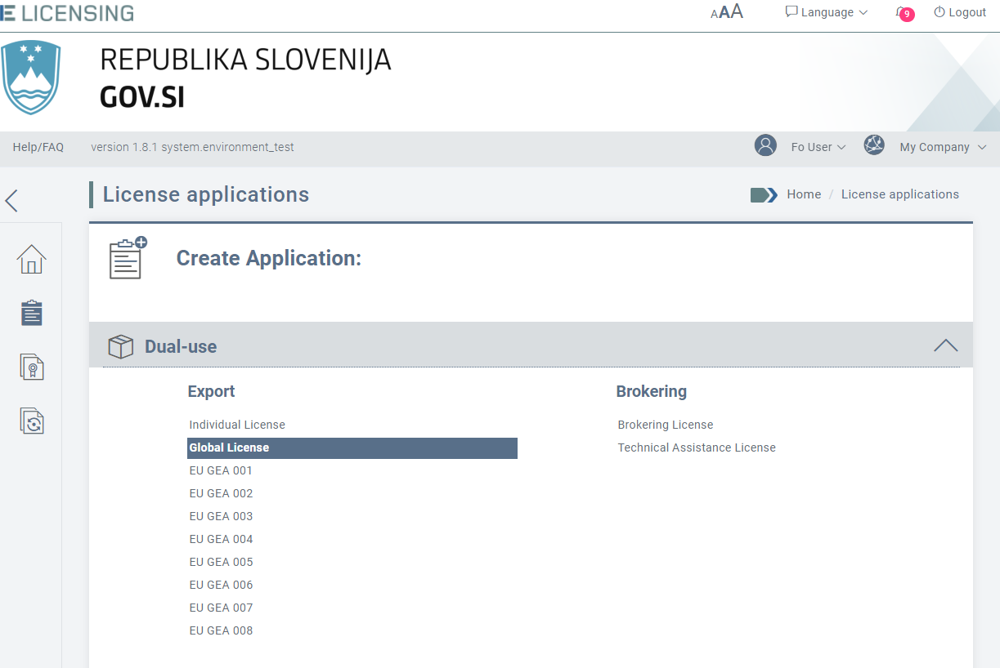 E LICENSING
AAA Language 9 Logout
REPUBLIKA SLOVENIJA
GOV.SI
Help/FAQ version 1.8.1 system.environment_test Fo User My Company
License applications
Home / License applications
Create Application:
Dual-use
Export
Individual License
Global License
EU GEA 001
EU GEA 002
EU GEA 003
EU GEA 004
EU GEA 005
EU GEA 006
EU GEA 007
EU GEA 008
Brokering
Brokering License
Technical Assistance License